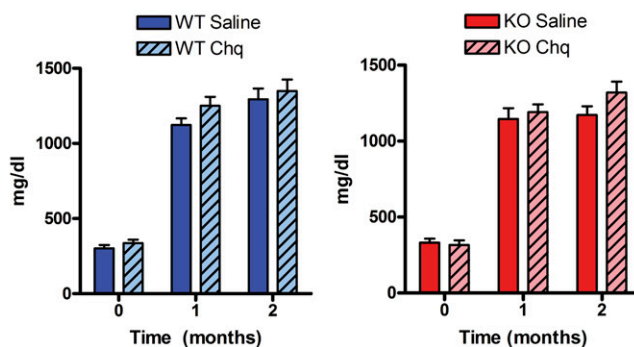 WT Saline
WT Chq
1500
1000
500
0
mg/dl
0 1 2
Time (months)
KO Saline
KO Chq
1500
1000
500
0
mg/dl
0 1 2
Time (months)